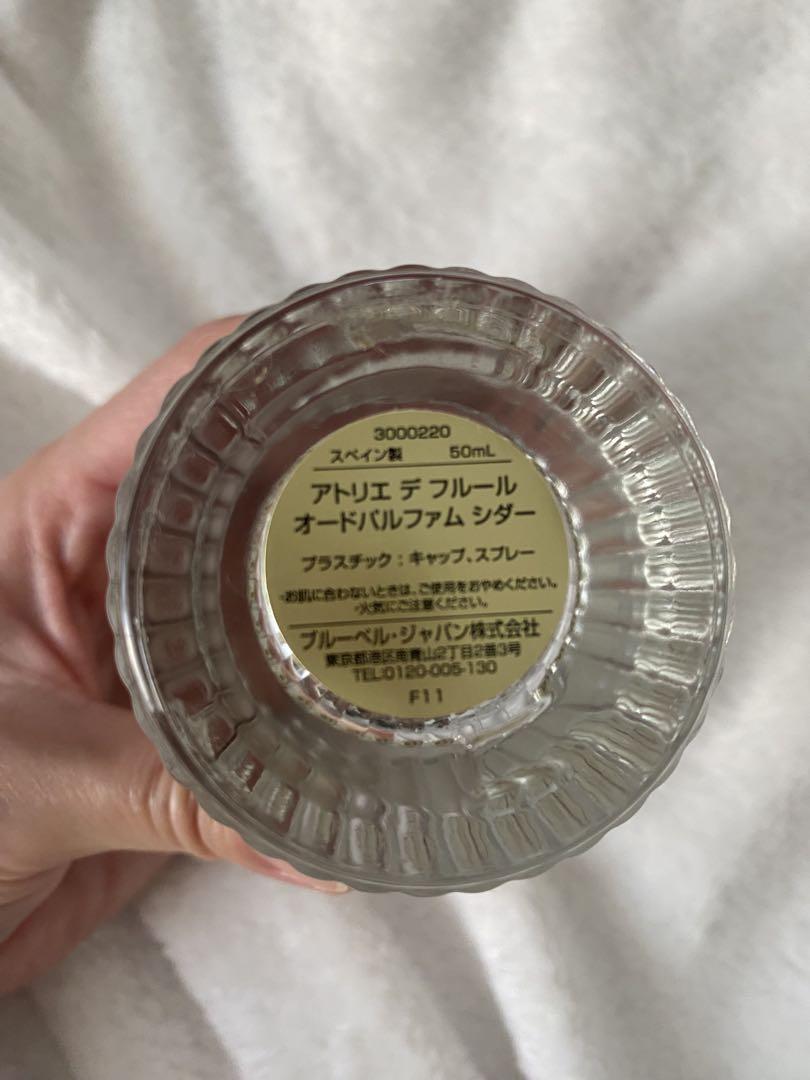 3000220
スペイン製 50mL
アトリエ デ フルール
オードパルファム シダー
プラスチック：キャップ、スプレー
・お肌に合わないときは、ご使用をおやめください。
・火気にご注意ください。
ブルーベル・ジャパン株式会社
東京都港区南青山2丁目2番3号
TEL:0120-005-130
F11